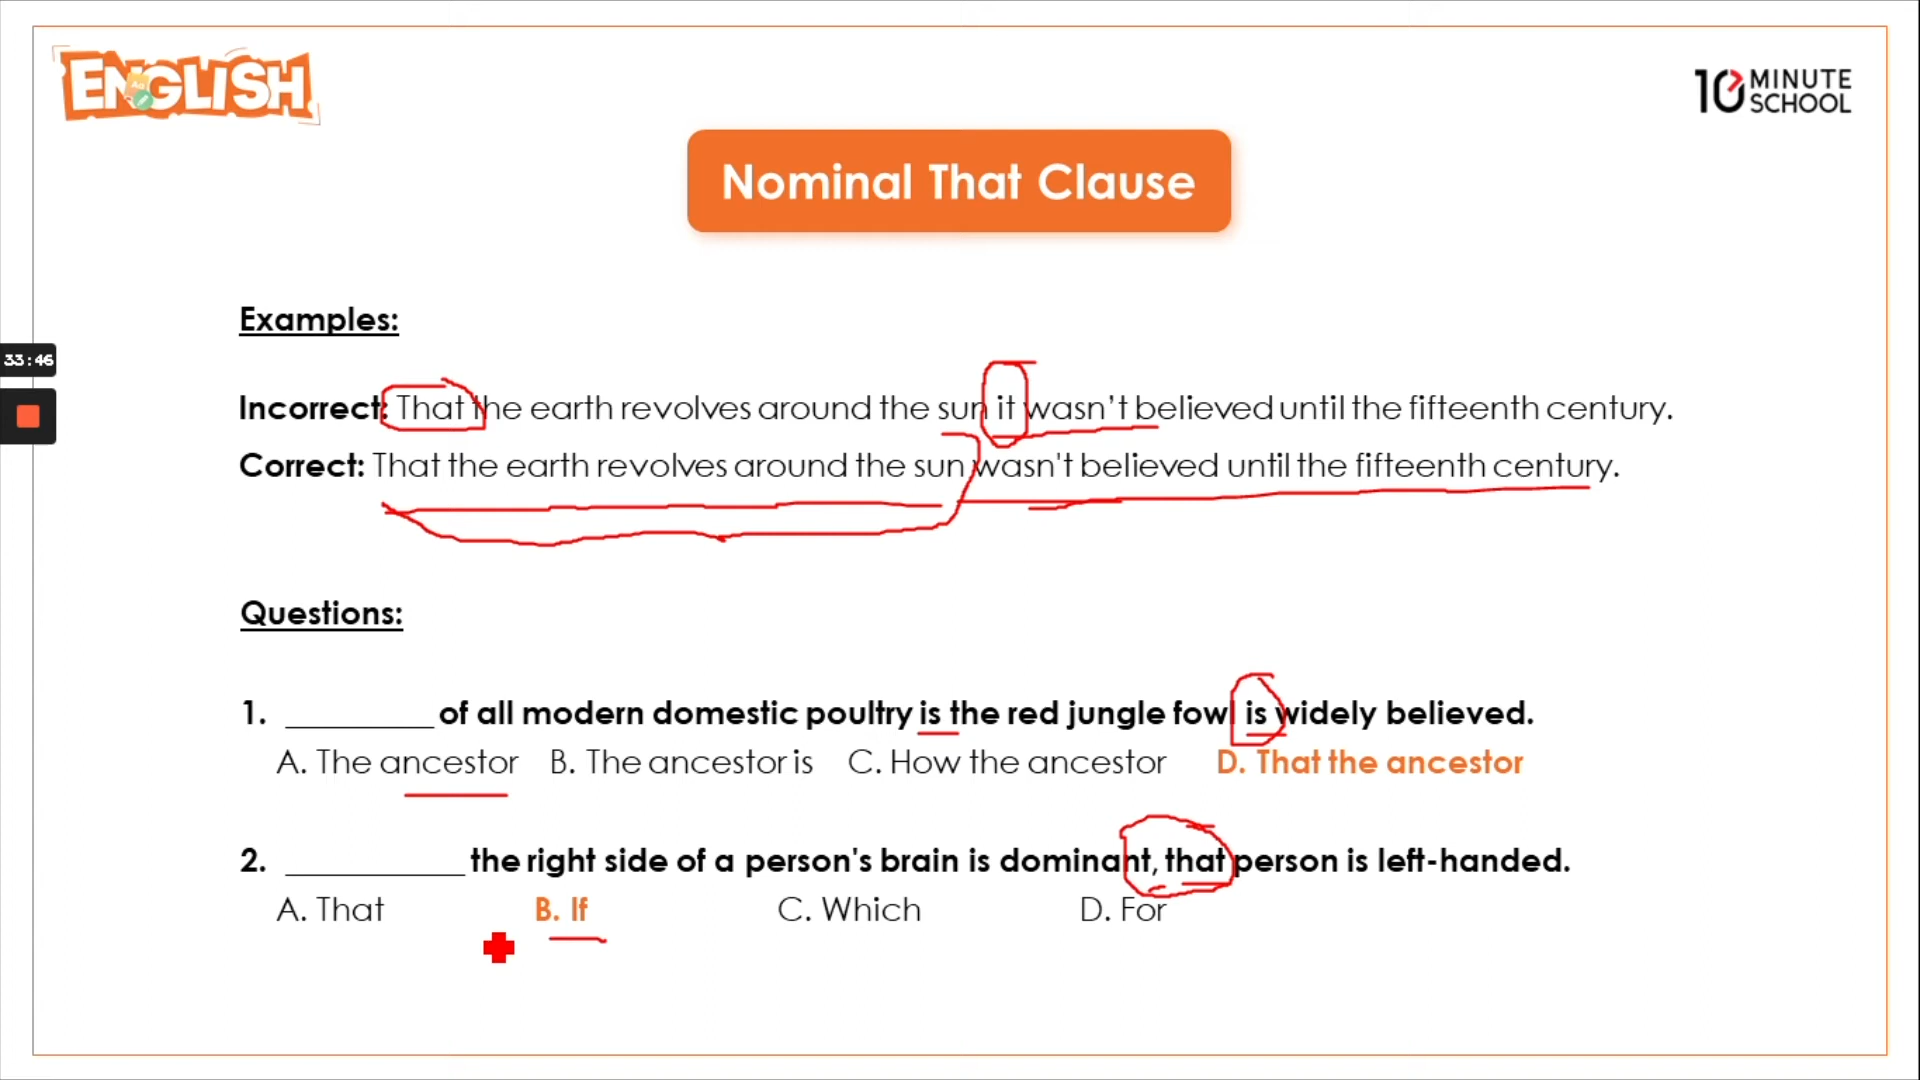 ENGLISH
10 MINUTE
SCHOOL
Nominal That Clause
Examples:
33:46
Incorrect: That the earth revolves around the sun it wasn't believed until the fifteenth century.
Correct: That the earth revolves around the sun wasn't believed until the fifteenth century.
Questions:
1. _________ of all modern domestic poultry is the red jungle fowl is widely believed.
A. The ancestor B. The ancestor is C. How the ancestor D. That the ancestor
2. ___________ the right side of a person's brain is dominant, that person is left-handed.
A. That B. If C. Which D. For